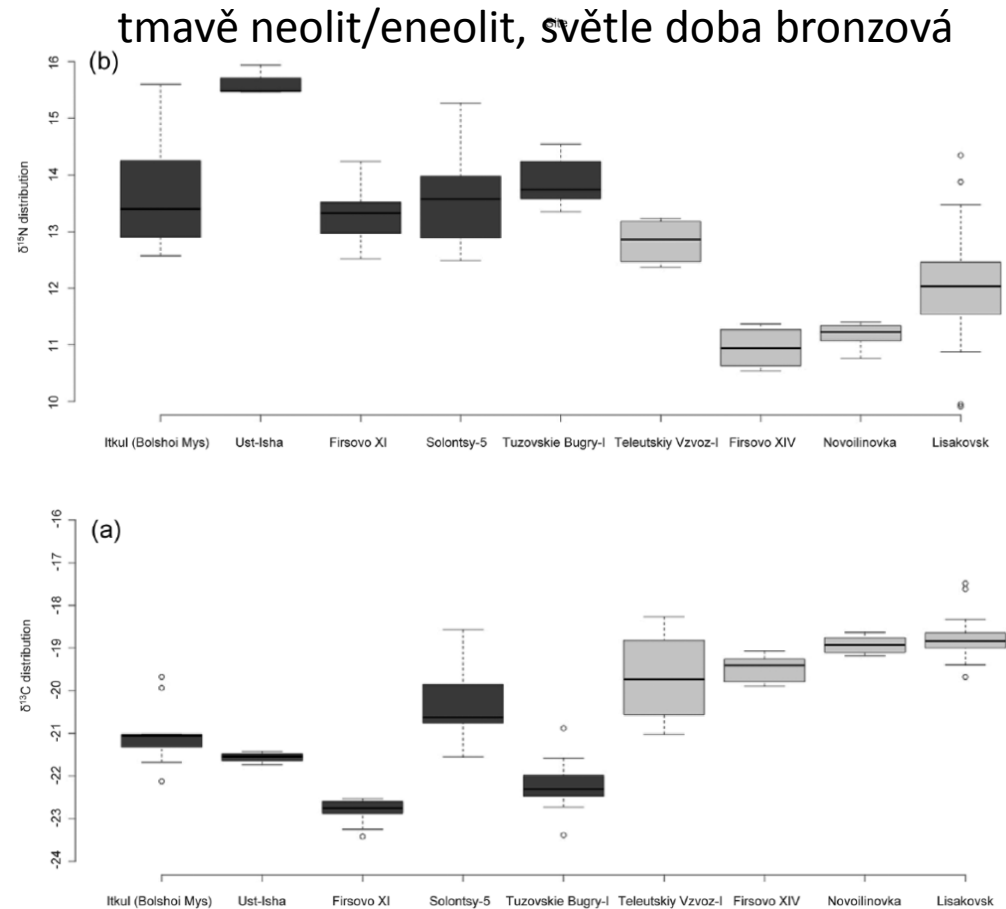 tmavě neolit/eneolit, světle doba bronzová
Site
(b)
δ¹⁵N distribution
16
15
14
13
12
11
10
Itkul (Bolshoi Mys) Ust-Isha Firsovo XI Solontsy-5 Tuzovskie Bugry-I Teleutskiy Vzvoz-I Firsovo XIV Novoilinovka Lisakovsk
(a)
δ¹³C distribution
-16
-17
-18
-19
-20
-21
-22
-23
-24
Itkul (Bolshoi Mys) Ust-Isha Firsovo XI Solontsy-5 Tuzovskie Bugry-I Teleutskiy Vzvoz-I Firsovo XIV Novoilinovka Lisakovsk